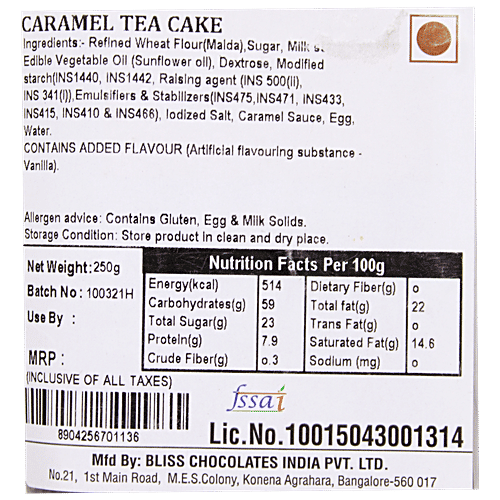 CARAMEL TEA CAKE
Ingredients:- Refined Wheat Flour(Maida),Sugar, Milk s
Edible Vegetable Oil (Sunflower oil), Dextrose, Modified
starch(INS1440, INS1442, Raising agent (INS 500(ii),
INS 341(i)),Emulsifiers & Stabilizers(INS475,INS471, INS433,
INS415, INS410 & INS466), Iodized Salt, Caramel Sauce, Egg,
Water.
CONTAINS ADDED FLAVOUR (Artificial flavouring substance -
Vanilla).
Allergen advice: Contains Gluten, Egg & Milk Solids.
Storage Condition: Store product in clean and dry place.
Net Weight:250g
Batch No : 100321H
Use By :
MRP :
(INCLUSIVE OF ALL TAXES)
Nutrition Facts Per 100g
Energy(kcal) 514 Dietary Fiber(g) o
Carbohydrates(g) 59 Total fat(g) 22
Total Sugar(g) 23 Trans Fat(g) o
Protein(g) 7.9 Saturated Fat(g) 14.6
Crude Fiber(g) o.3 Sodium (mg) o
fssai
8904256701136
Lic.No.10015043001314
Mfd By: BLISS CHOCOLATES INDIA PVT. LTD.
No.21, 1st Main Road, M.E.S.Colony, Konena Agrahara, Bangalore-560 017